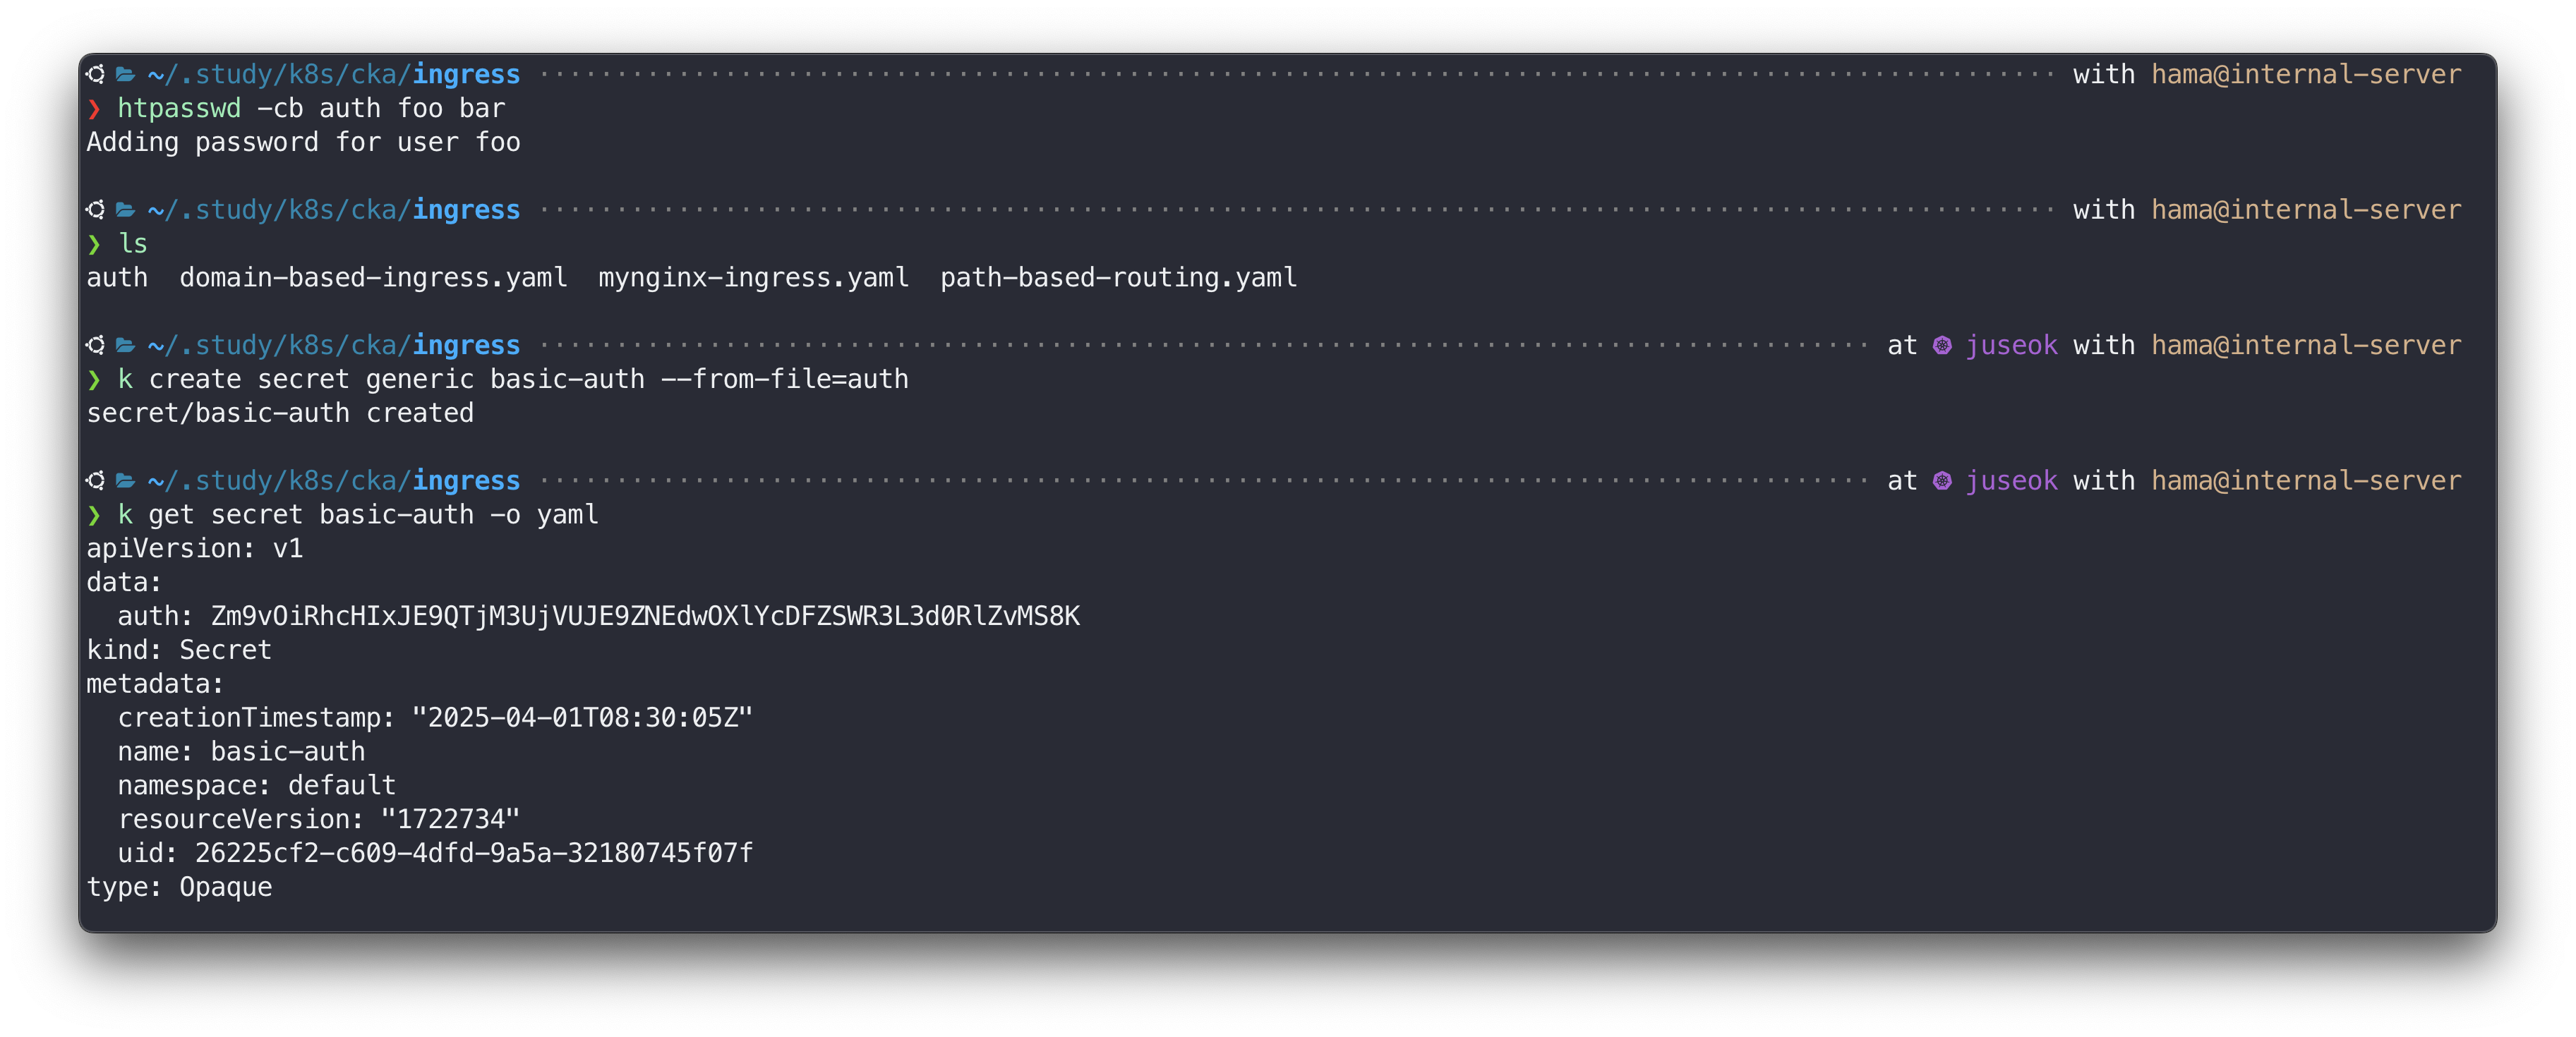 ~/.study/k8s/cka/ingress with hama@internal-server
❯ htpasswd -cb auth foo bar
Adding password for user foo
~/.study/k8s/cka/ingress with hama@internal-server
❯ ls
auth  domain-based-ingress.yaml  mynginx-ingress.yaml  path-based-routing.yaml
~/.study/k8s/cka/ingress at juseok with hama@internal-server
❯ k create secret generic basic-auth --from-file=auth
secret/basic-auth created
~/.study/k8s/cka/ingress at juseok with hama@internal-server
❯ k get secret basic-auth -o yaml
apiVersion: v1
data:
  auth: Zm9vOiRhcHIxJE9QTjM3UjVUJE9ZNEdwOXlYcDFZSWR3L3d0RlZvMS8K
kind: Secret
metadata:
  creationTimestamp: "2025-04-01T08:30:05Z"
  name: basic-auth
  namespace: default
  resourceVersion: "1722734"
  uid: 26225cf2-c609-4dfd-9a5a-32180745f07f
type: Opaque